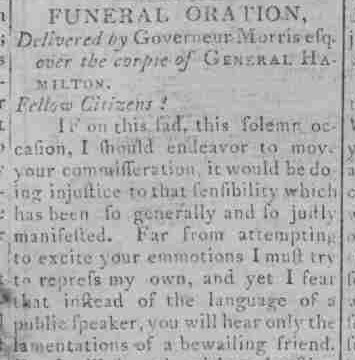 FUNERAL ORATION,
Delivered by Governeur Morris esq.
over the corpſe of GENERAL HA-
MILTON.
Fellow Citizens !
IF on this ſad, this ſolemn oc-
caſion, I ſhould endeavor to move
your commiſſeration, it would be do-
ing injuſtice to that ſenſibility which
has been ſo generally and ſo juſtly
manifeſted. Far from attempting
to excite your emmotions I muſt try
to repreſs my own, and yet I fear
that inſtead of the language of a
public ſpeaker, you will hear only the
lamentations of a bewailing friend.